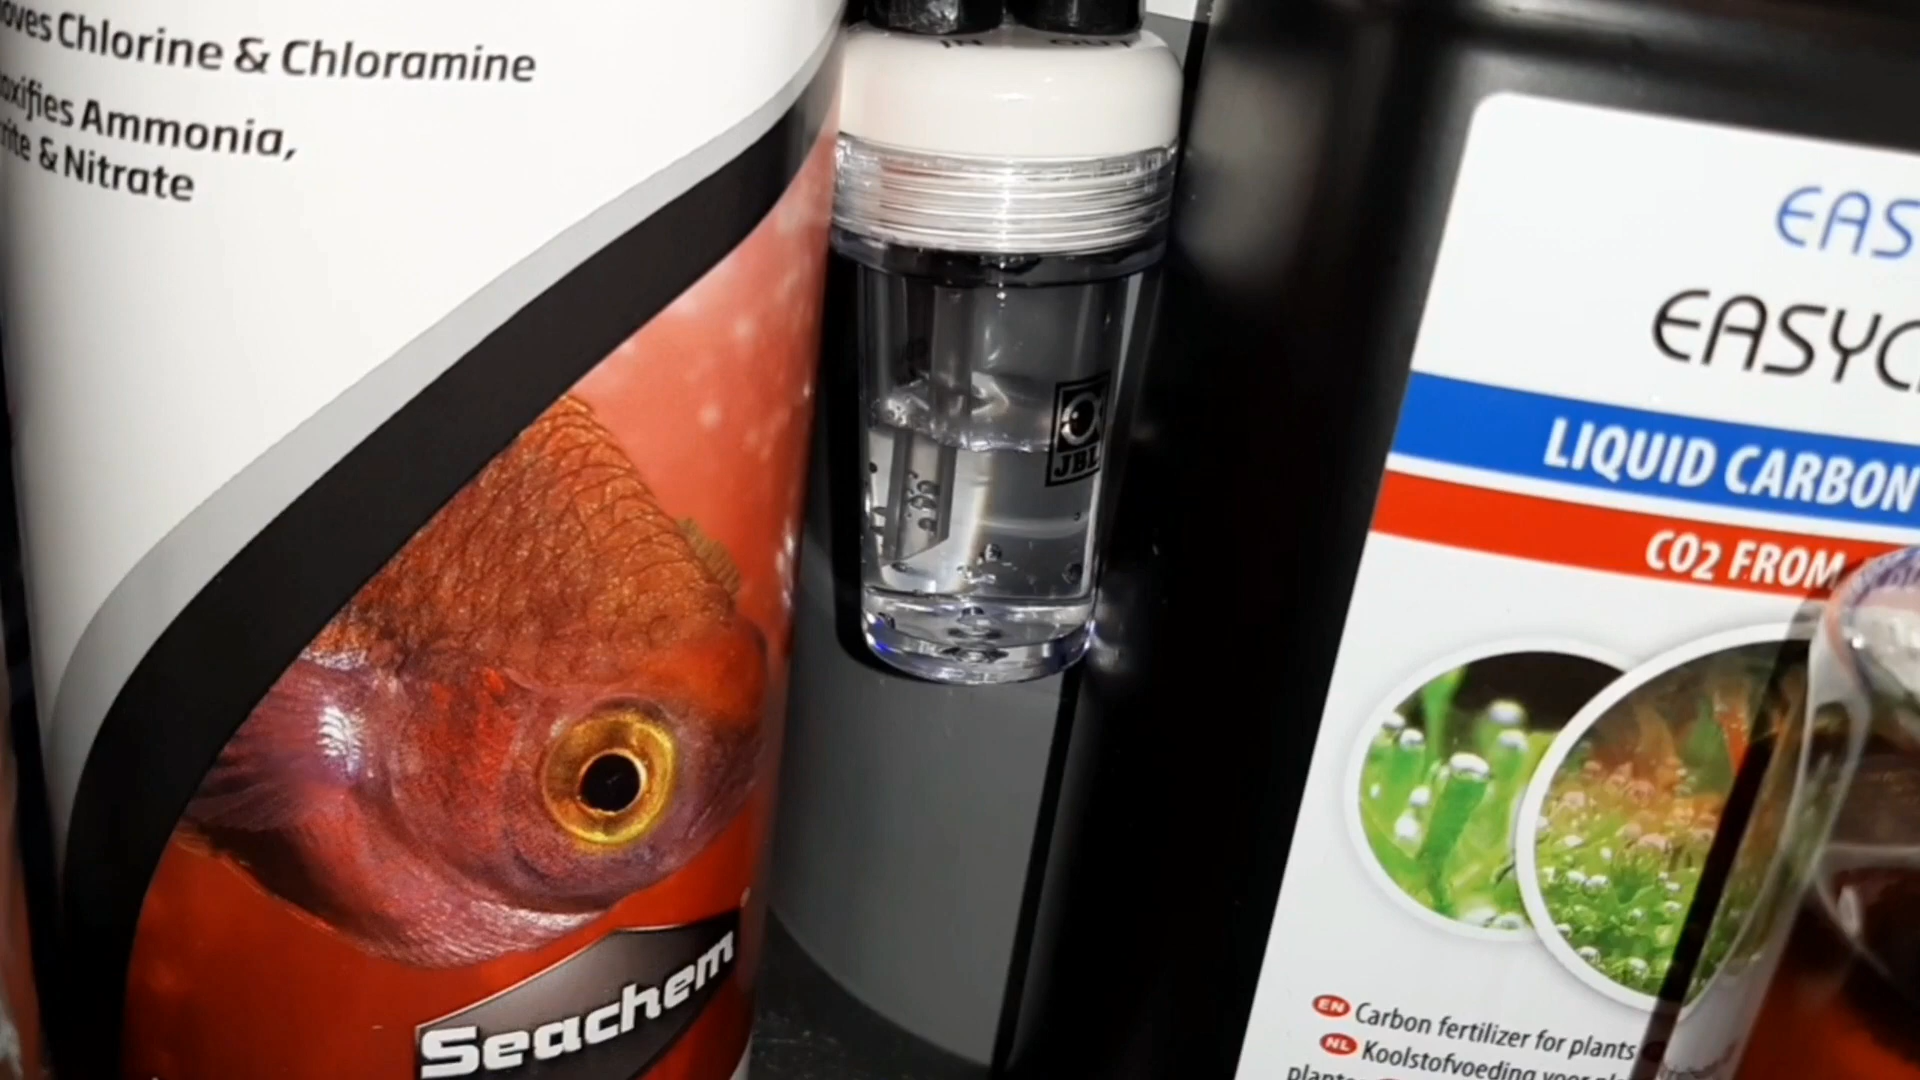 Chlorine & Chloramine
Ammonia,
& Nitrate
Seachem
IN OUT
JBL
EASYC
LIQUID CARBON
CO2 FROM
EN Carbon fertilizer for plants
NL Koolstofvoeding voor